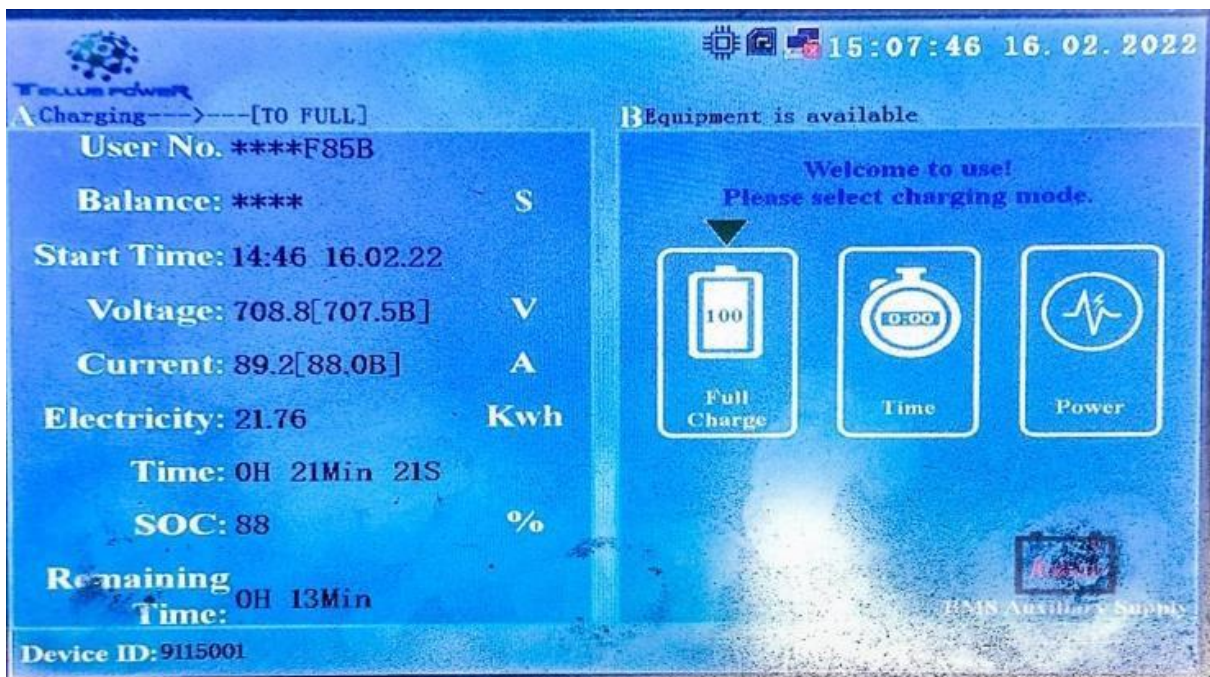 15:07:46 16.02.2022
TELLUS POWER
A Charging--->---[TO FULL]
User No. ****F85B
Balance: **** S
Start Time: 14:46 16.02.22
Voltage: 708.8[707.5B] V
Current: 89.2[88.0B] A
Electricity: 21.76 Kwh
Time: 0H 21Min 21S
SOC: 88 %
Remaining
Time: 0H 13Min
Device ID: 9115001
B Equipment is available
Welcome to use!
Please select charging mode.
100
Full
Charge
0:00
Time
Power
BMS Auxiliary Supply